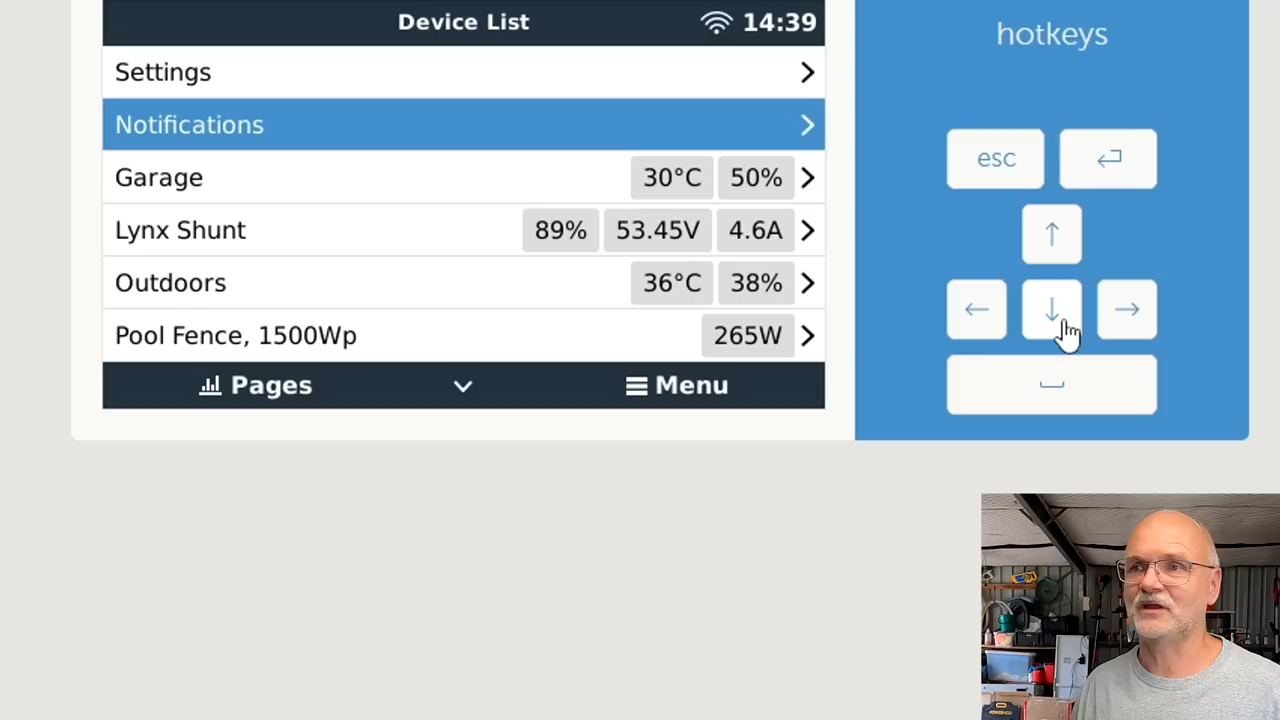 Device List 14:39
hotkeys
Settings
Notifications
esc
Garage 30°C 50%
Lynx Shunt 89% 53.45V 4.6A
Outdoors 36°C 38%
Pool Fence, 1500Wp 265W
Pages Menu